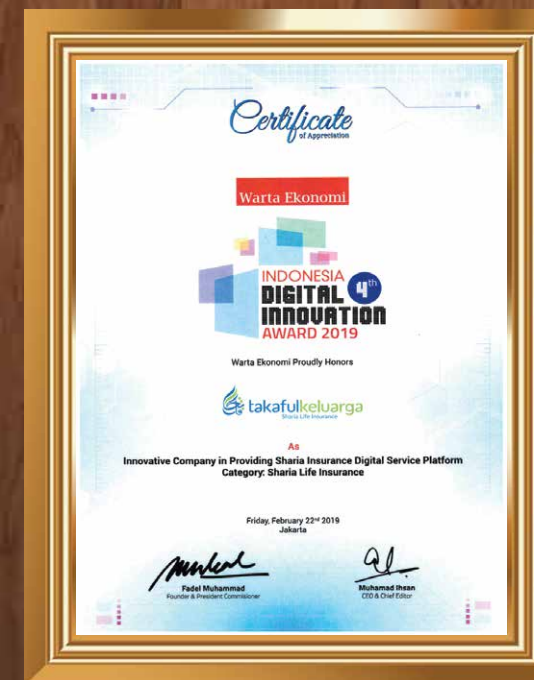 Certificate
of Appreciation
Warta Ekonomi
INDONESIA
DIGITAL 4th
INNOVATION
AWARD 2019
Warta Ekonomi Proudly Honors
takafulkeluarga
Sharia Life Insurance
As
Innovative Company in Providing Sharia Insurance Digital Service Platform
Category: Sharia Life Insurance
Friday, February 22nd 2019
Jakarta
Fadel Muhammad
Founder & President Commisioner
Muhamad Ihsan
CEO & Chief Editor